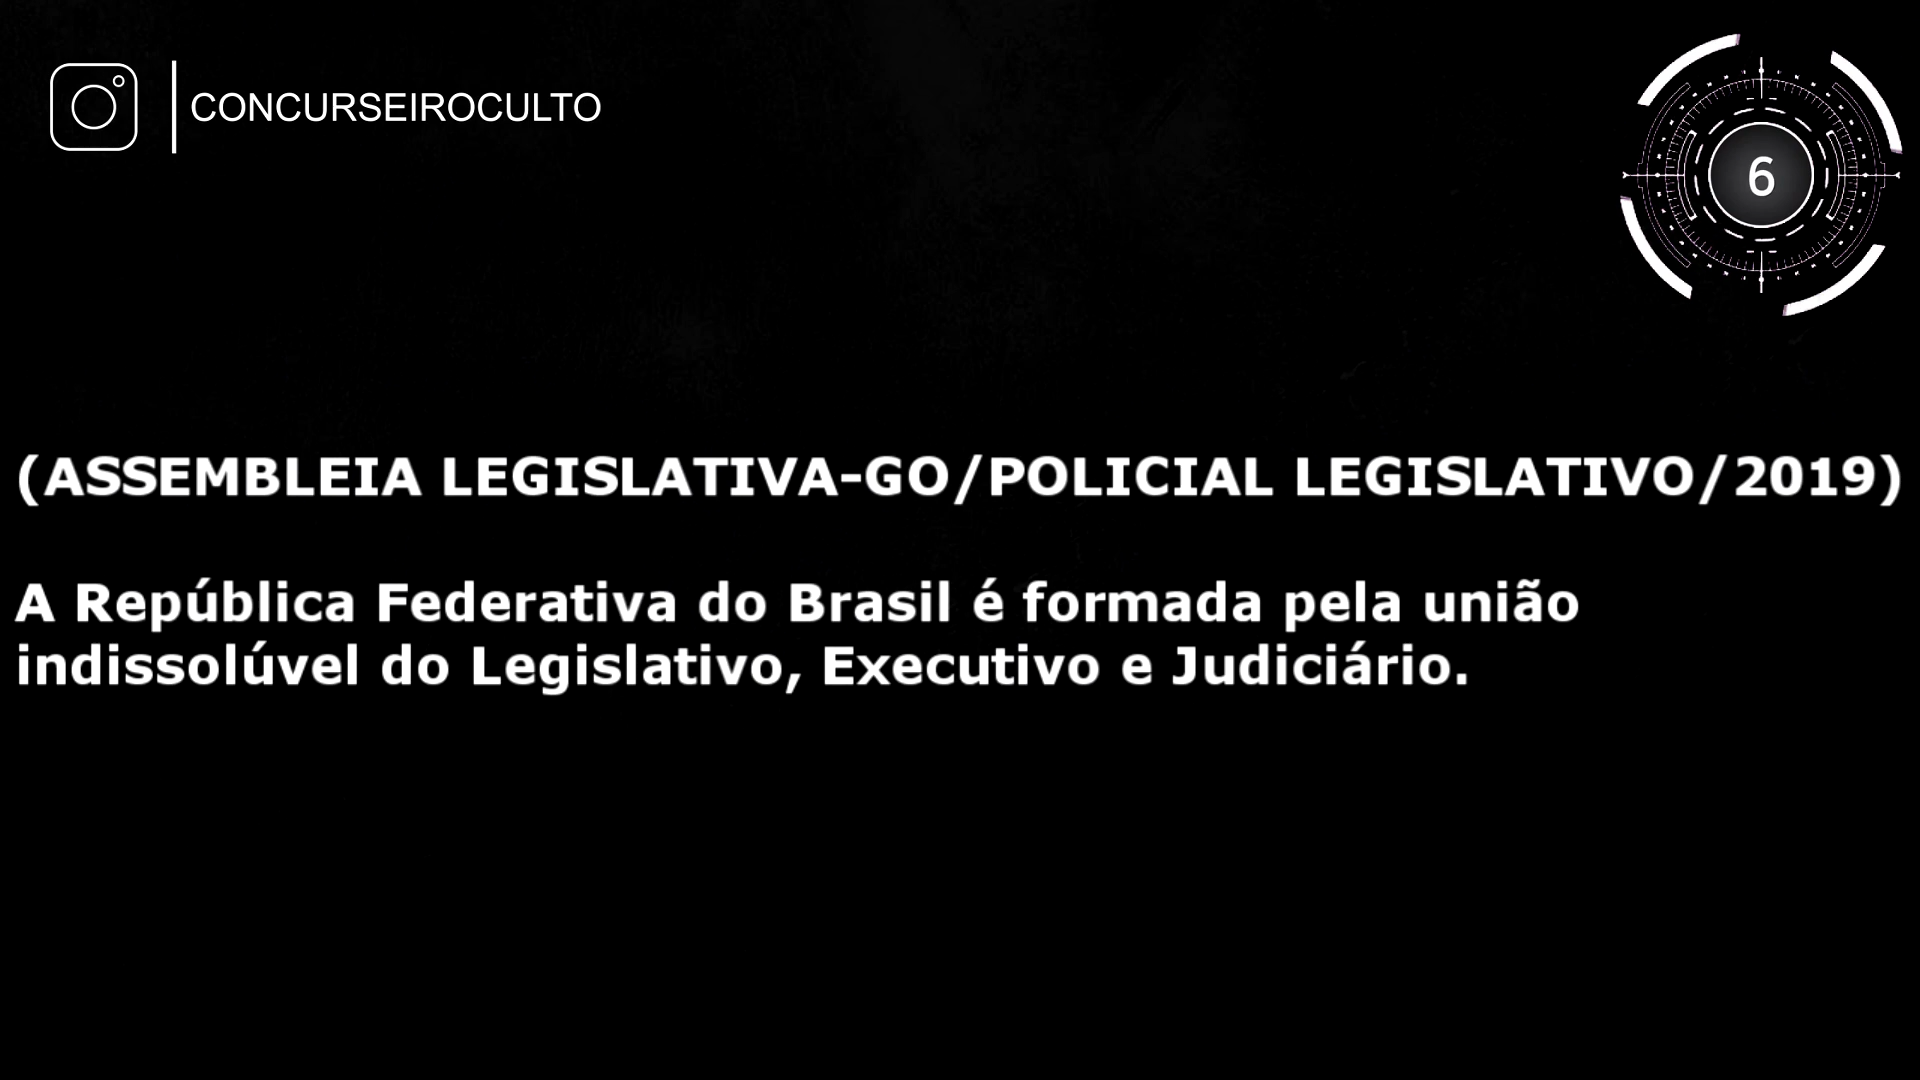 CONCURSEIROCULTO
6
(ASSEMBLEIA LEGISLATIVA-GO/POLICIAL LEGISLATIVO/2019)
A República Federativa do Brasil é formada pela união
indissolúvel do Legislativo, Executivo e Judiciário.